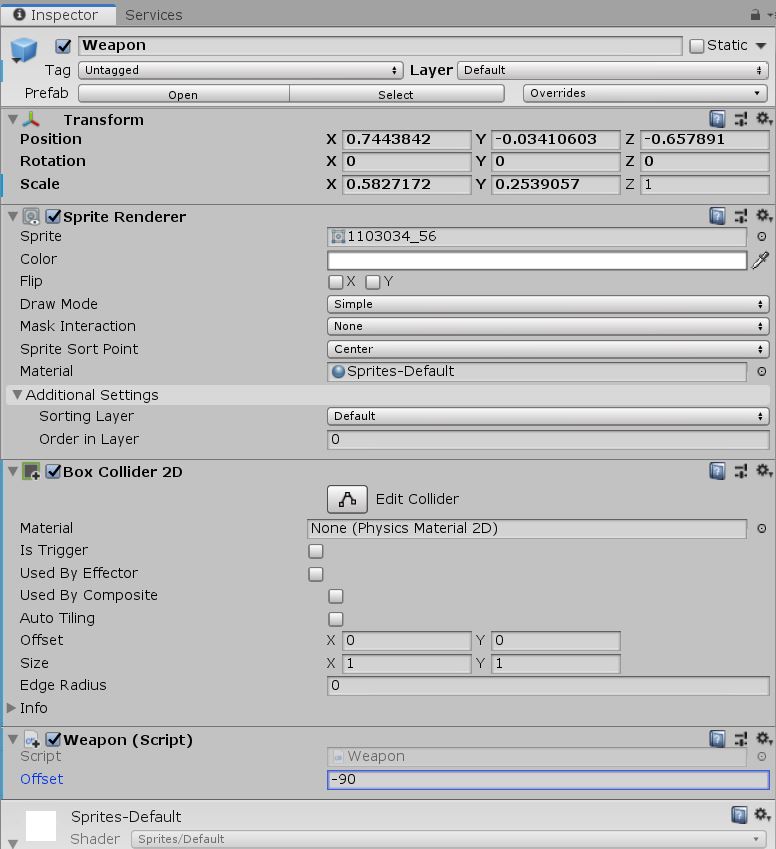 Inspector Services
Weapon Static
Tag Untagged Layer Default
Prefab Open Select Overrides
Transform
Position X 0.7443842 Y -0.03410603 Z -0.657891
Rotation X 0 Y 0 Z 0
Scale X 0.5827172 Y 0.2539057 Z 1
Sprite Renderer
Sprite 1103034_56
Color
Flip X Y
Draw Mode Simple
Mask Interaction None
Sprite Sort Point Center
Material Sprites-Default
Additional Settings
Sorting Layer Default
Order in Layer 0
Box Collider 2D
Edit Collider
Material None (Physics Material 2D)
Is Trigger
Used By Effector
Used By Composite
Auto Tiling
Offset X 0 Y 0
Size X 1 Y 1
Edge Radius 0
Info
Weapon (Script)
Script Weapon
Offset -90
Sprites-Default
Shader Sprites/Default